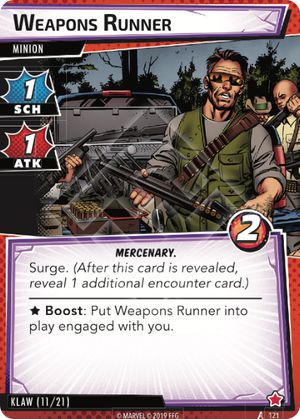 Weapons Runner
MINION
1
SCH
1
ATK
2
MERCENARY.
Surge. (After this card is revealed,
reveal 1 additional encounter card.)
★ Boost: Put Weapons Runner into
play engaged with you.
KLAW (11/21)
© MARVEL © 2019 FFG
121